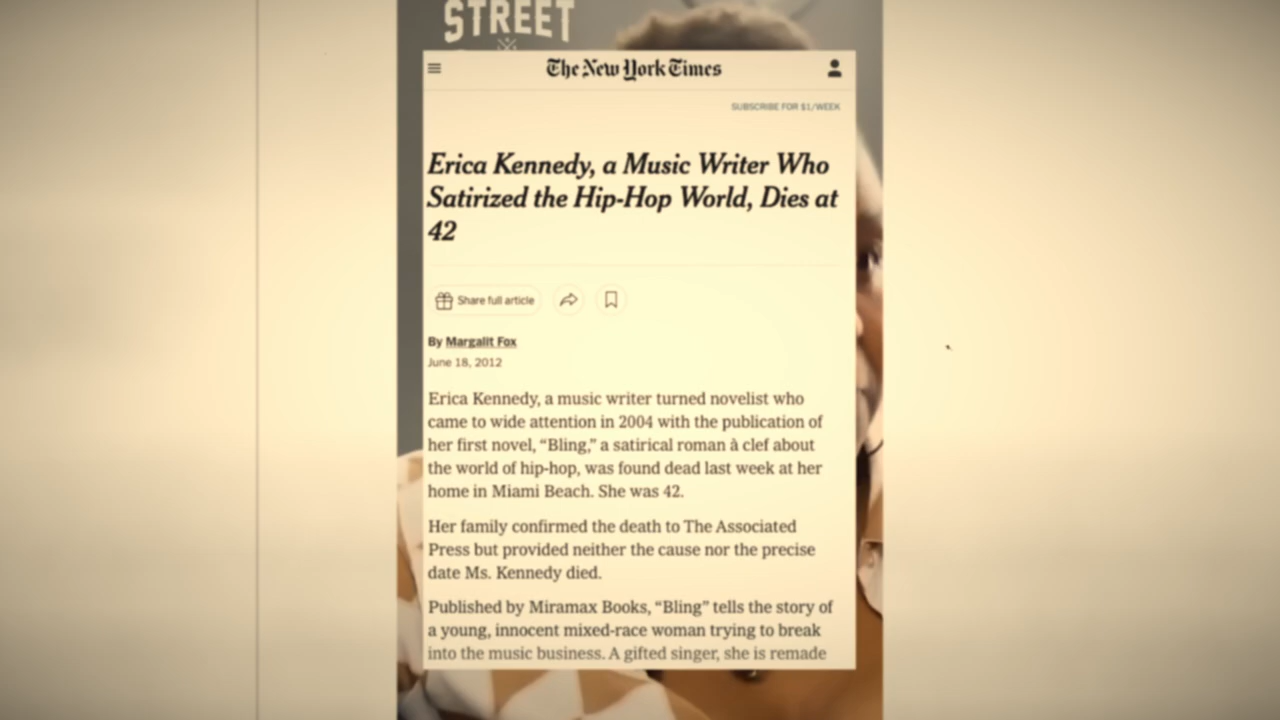 STREET
The New York Times
SUBSCRIBE FOR $1/WEEK
Erica Kennedy, a Music Writer Who
Satirized the Hip-Hop World, Dies at
42
Share full article
By Margalit Fox
June 18, 2012
Erica Kennedy, a music writer turned novelist who
came to wide attention in 2004 with the publication of
her first novel, “Bling,” a satirical roman à clef about
the world of hip-hop, was found dead last week at her
home in Miami Beach. She was 42.
Her family confirmed the death to The Associated
Press but provided neither the cause nor the precise
date Ms. Kennedy died.
Published by Miramax Books, “Bling” tells the story of
a young, innocent mixed-race woman trying to break
into the music business. A gifted singer, she is remade